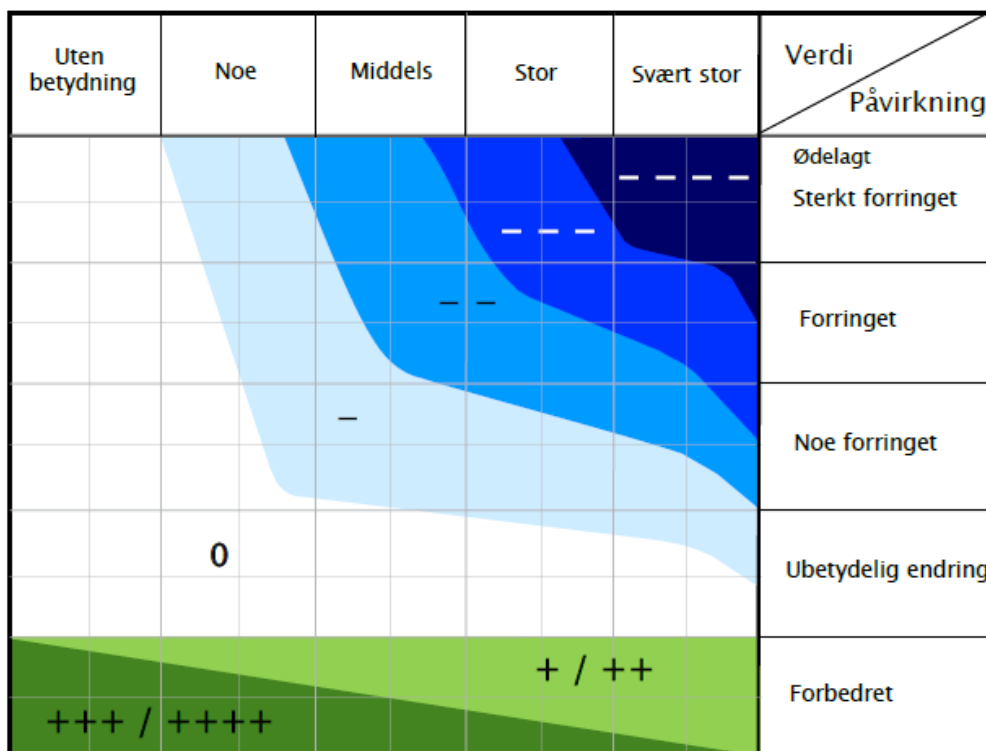 Uten
betydning
Noe
Middels
Stor
Svært stor
Verdi
Påvirkning
Ødelagt
Sterkt forringet
– – – –
– – –
Forringet
– –
Noe forringet
–
Ubetydelig endring
0
Forbedret
+ / ++
+++ / ++++